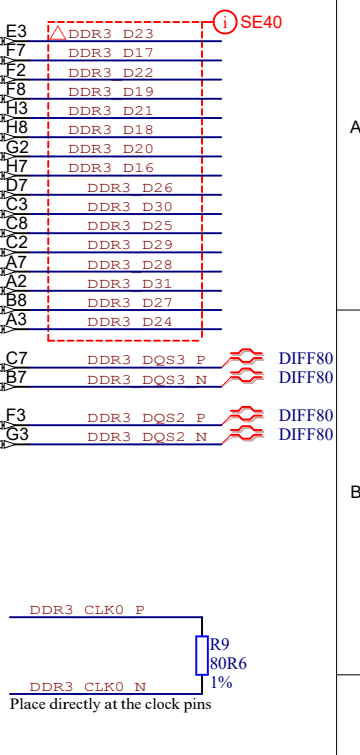 SE40
E3 DDR3_D23
F7 DDR3_D17
F2 DDR3_D22
F8 DDR3_D19
H3 DDR3_D21
H8 DDR3_D18
G2 DDR3_D20
H7 DDR3_D16
D7 DDR3_D26
C3 DDR3_D30
C8 DDR3_D25
C2 DDR3_D29
A7 DDR3_D28
A2 DDR3_D31
B8 DDR3_D27
A3 DDR3_D24
A
C7 DDR3_DQS3_P DIFF80
B7 DDR3_DQS3_N DIFF80
F3 DDR3_DQS2_P DIFF80
G3 DDR3_DQS2_N DIFF80
B
DDR3_CLK0_P
R9
80R6
1%
DDR3_CLK0_N
Place directly at the clock pins